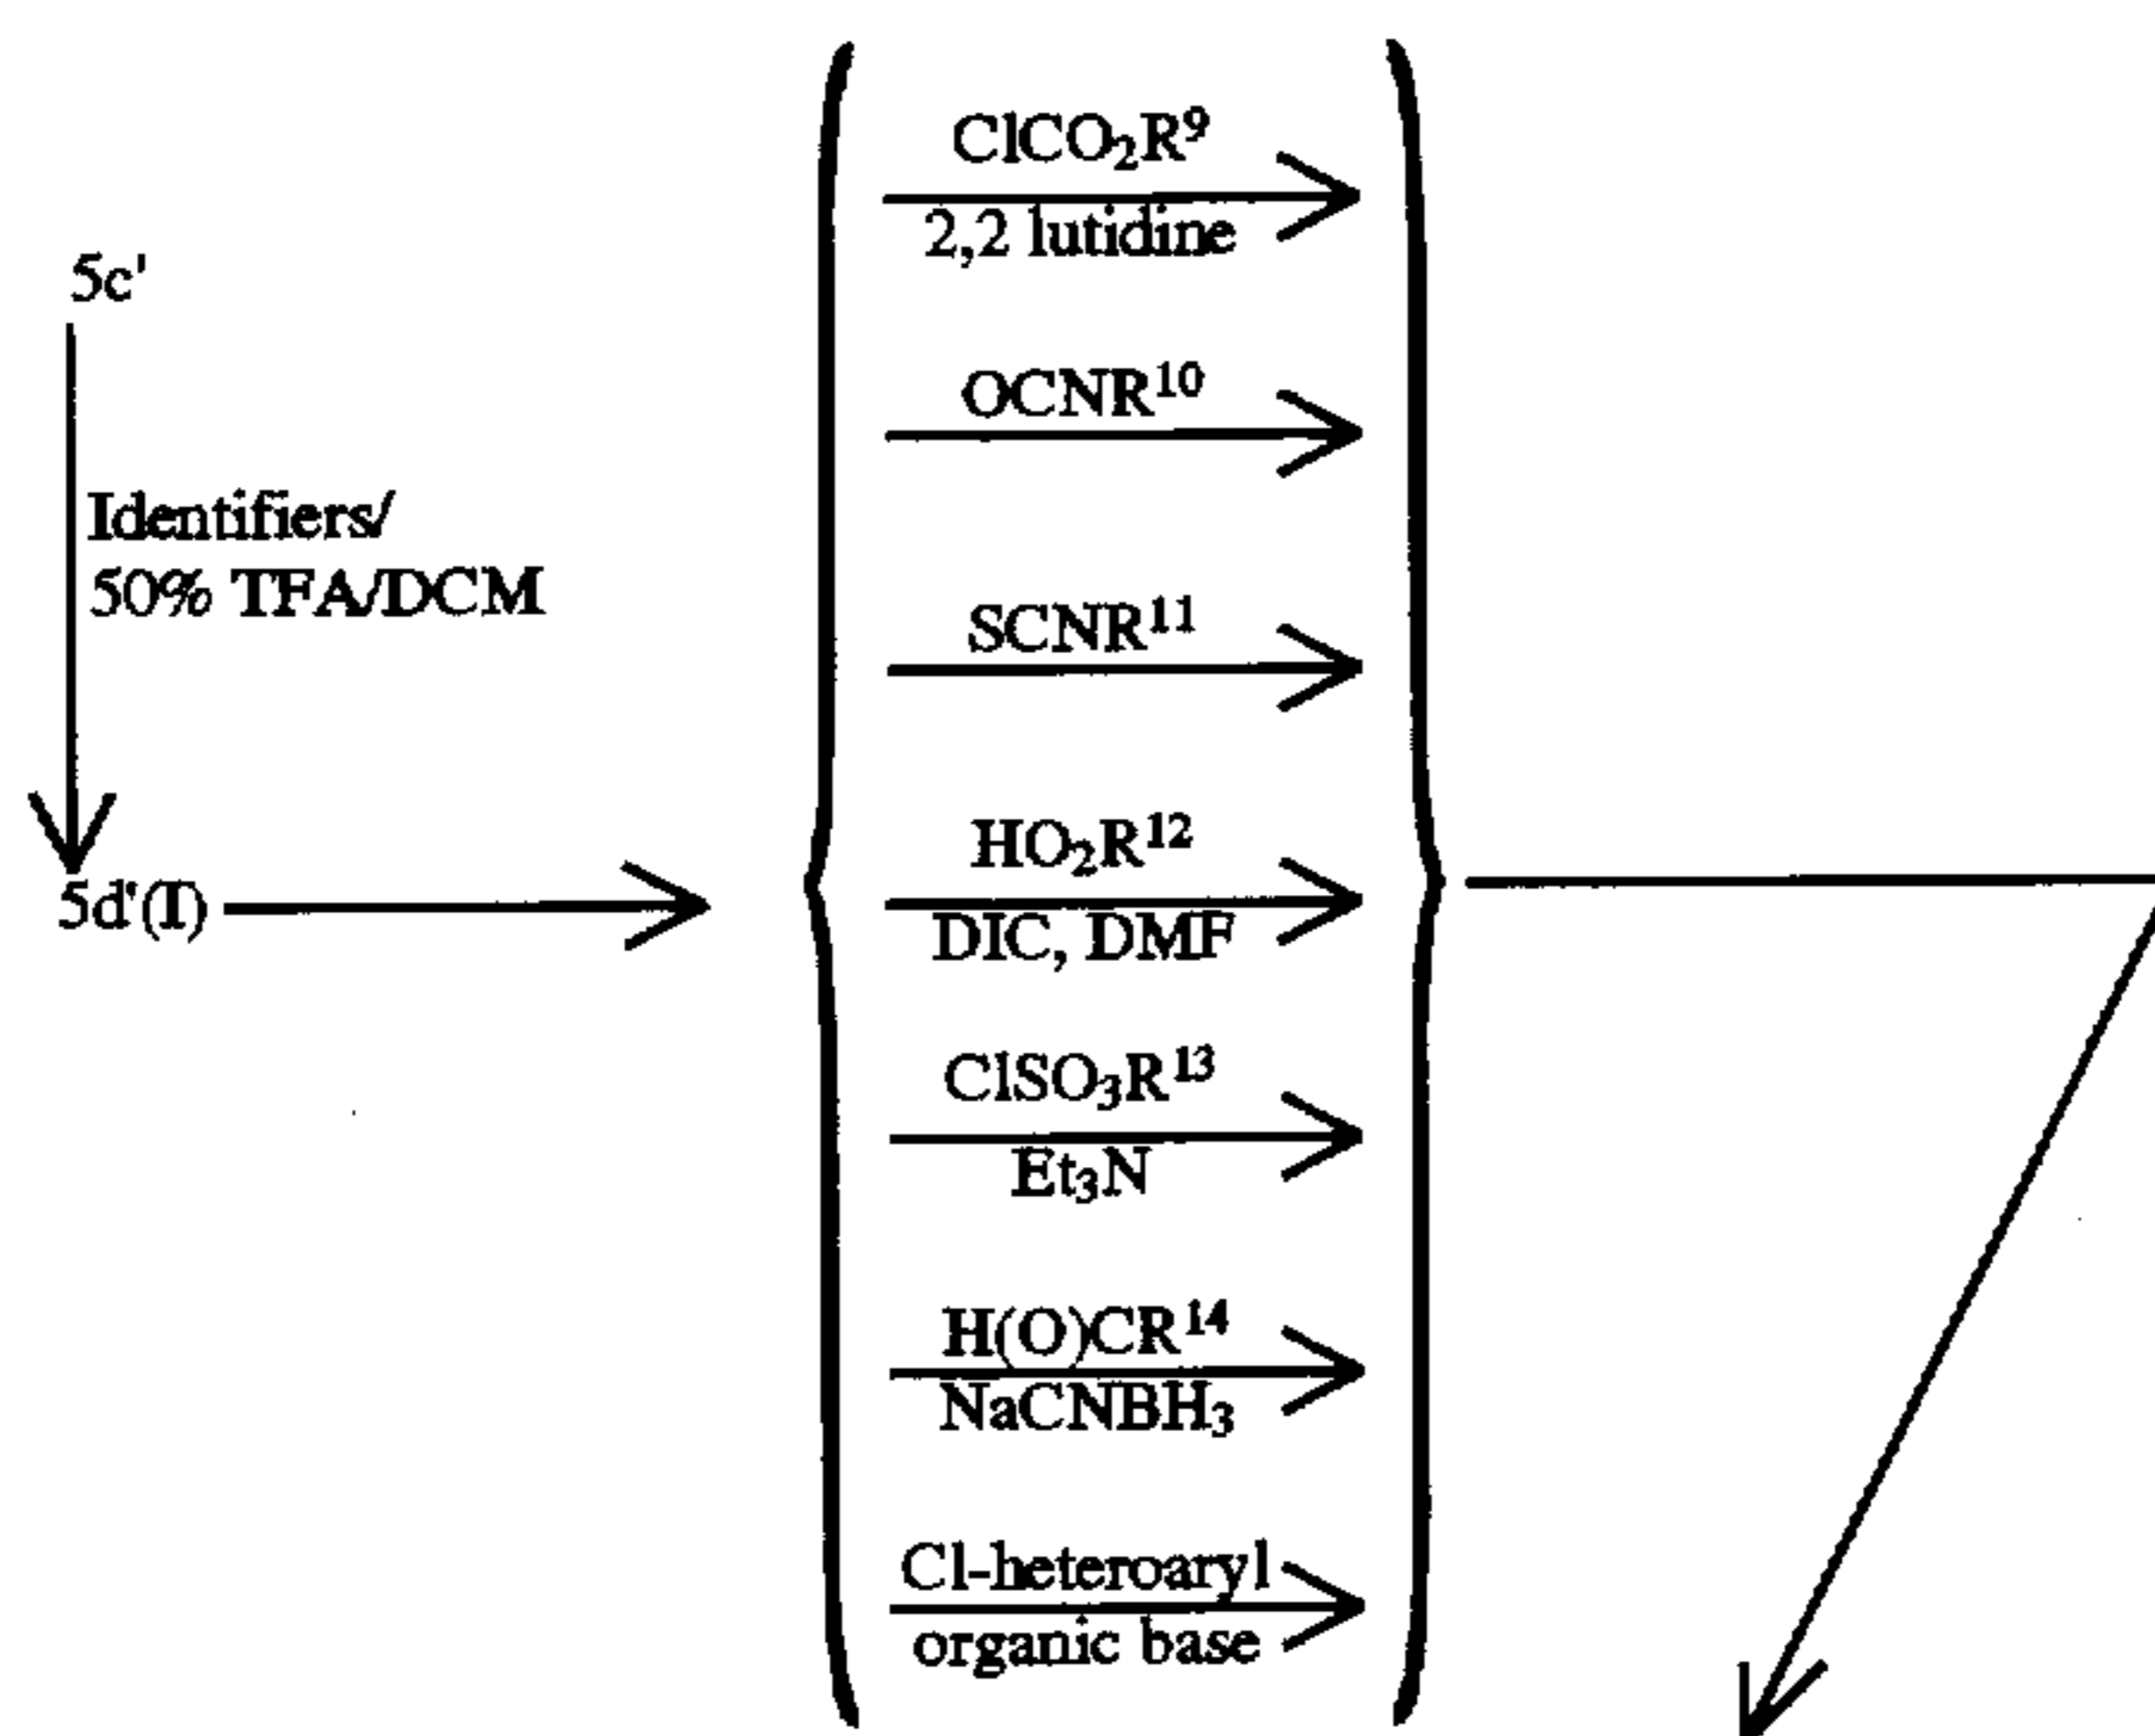 5c'
Identifiers/
50% TFA/DCM
5d'(T)
ClCO₂R⁹
2,2 lutidine
OCNR¹⁰
SCNR¹¹
HO₂R¹²
DIC, DMF
ClSO₃R¹³
Et₃N
H(O)CR¹⁴
NaCNBH₃
Cl-heteroaryl
organic base